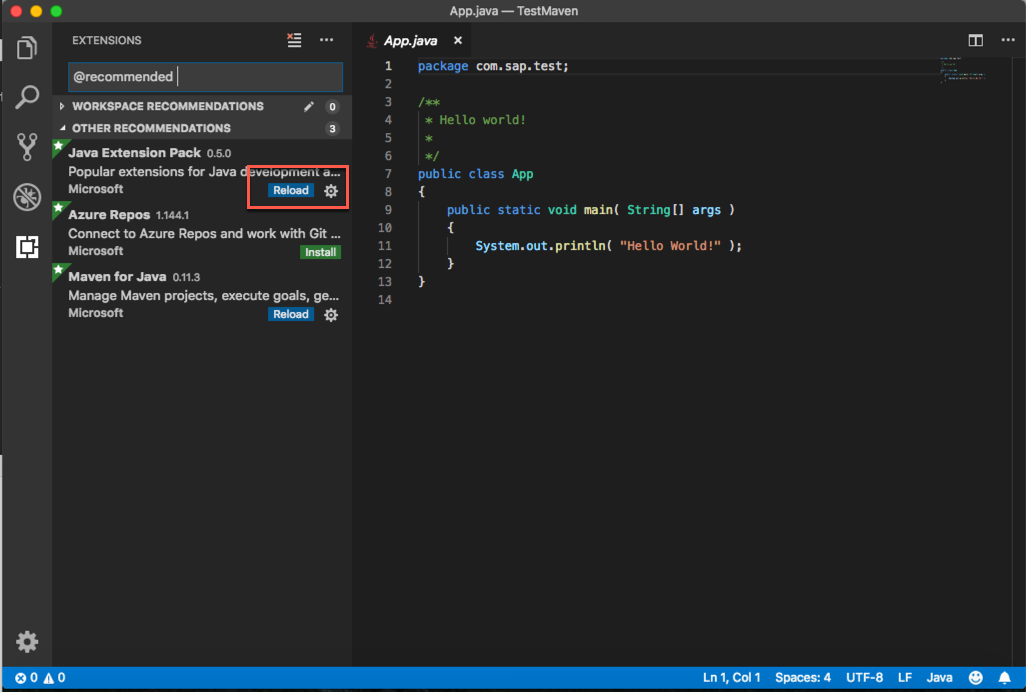 App.java — TestMaven
EXTENSIONS
@recommended
WORKSPACE RECOMMENDATIONS 0
OTHER RECOMMENDATIONS 3
Java Extension Pack 0.5.0
Popular extensions for Java development a...
Microsoft Reload
Azure Repos 1.144.1
Connect to Azure Repos and work with Git ...
Microsoft Install
Maven for Java 0.11.3
Manage Maven projects, execute goals, ge...
Microsoft Reload
App.java
1 package com.sap.test;
2
3 /**
4 * Hello world!
5 *
6 */
7 public class App
8 {
9 public static void main( String[] args )
10 {
11 System.out.println( "Hello World!" );
12 }
13 }
14
0 0 Ln 1, Col 1 Spaces: 4 UTF-8 LF Java